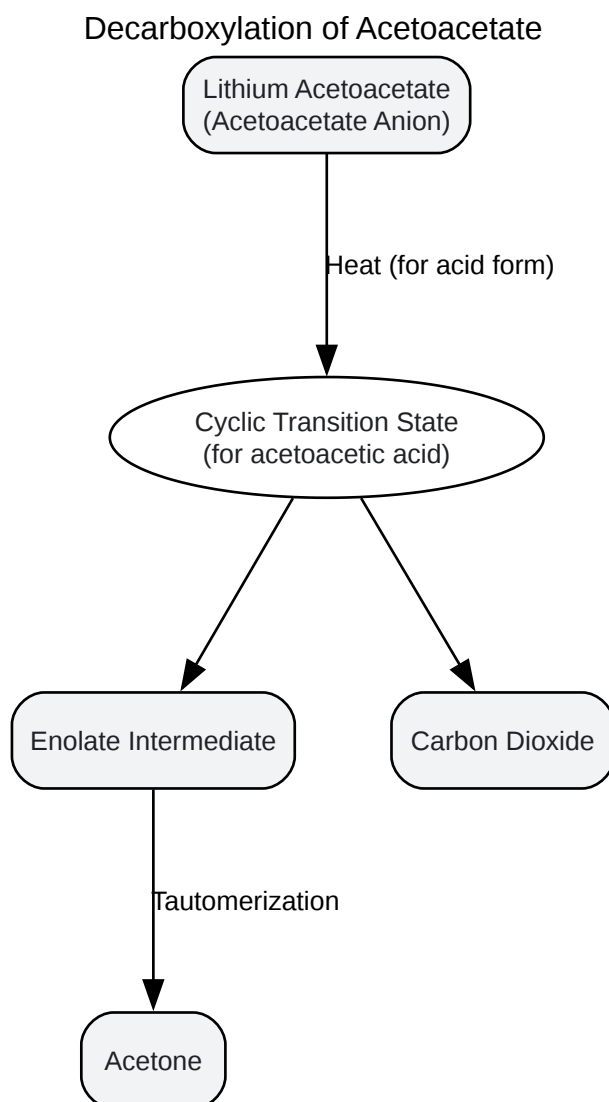 Decarboxylation of Acetoacetate
Lithium Acetoacetate
(Acetoacetate Anion)
Heat (for acid form)
Cyclic Transition State
(for acetoacetic acid)
Enolate Intermediate
Carbon Dioxide
Tautomerization
Acetone